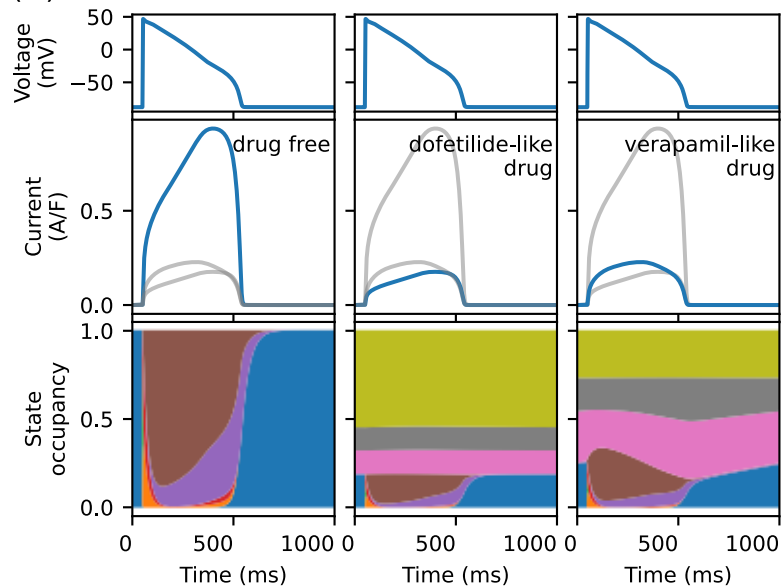 Voltage
(mV)
50
0
−50
Current
(A/F)
0.5
0.0
drug free
dofetilide-like
drug
verapamil-like
drug
State
occupancy
1.0
0.5
0.0
0 500 1000
0 500 1000
0 500 1000
Time (ms) Time (ms) Time (ms)